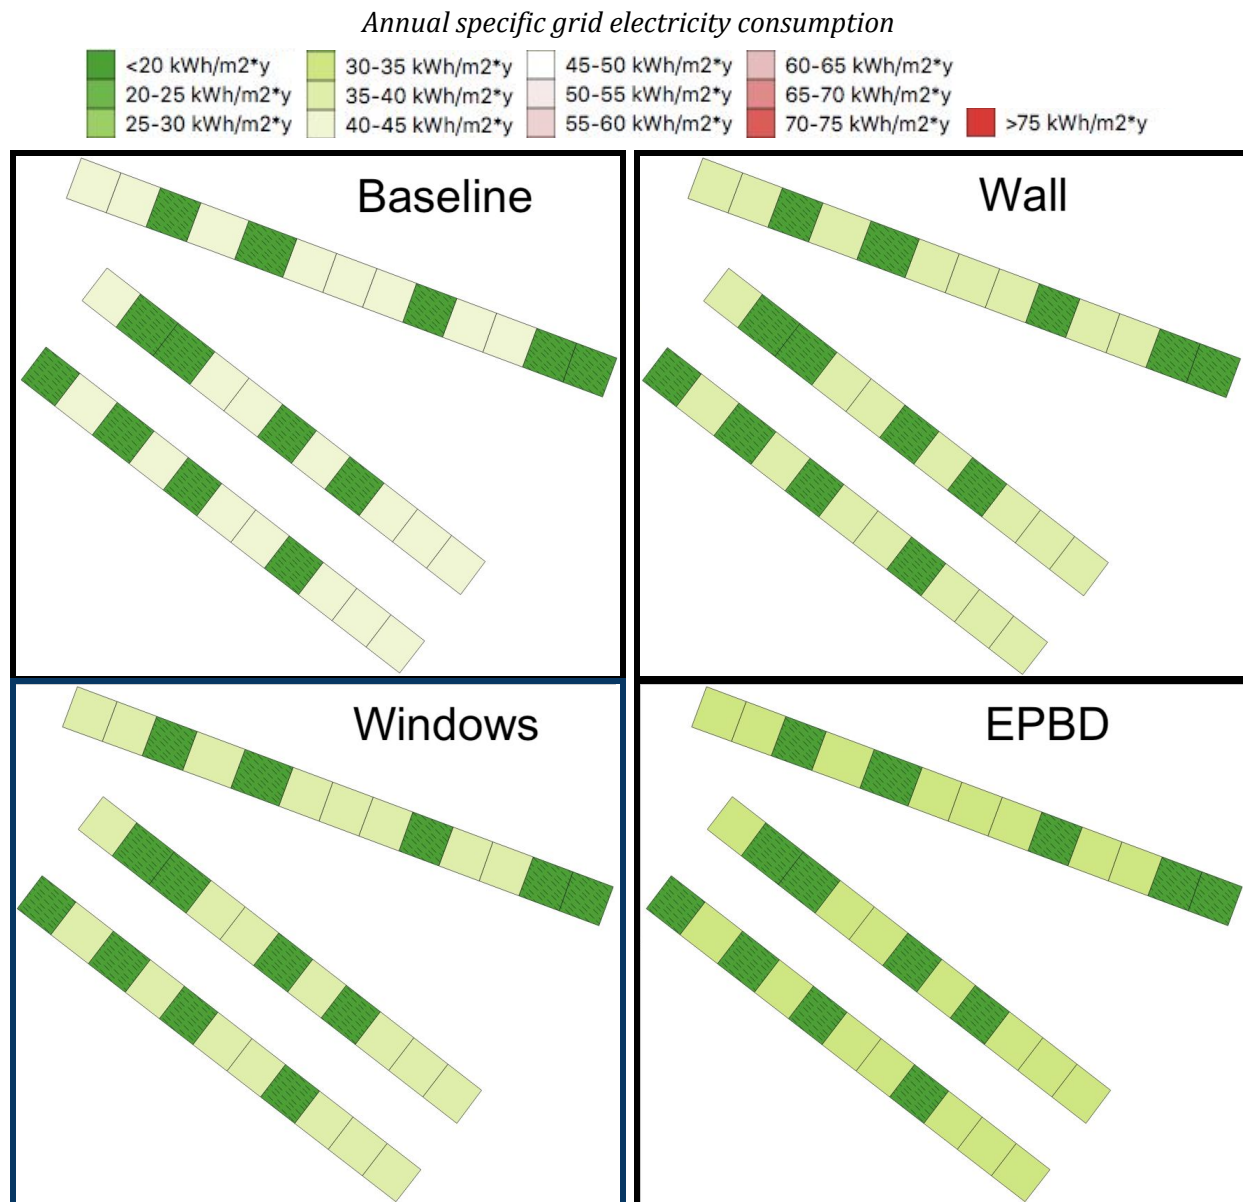 Annual specific grid electricity consumption
<20 kWh/m2*y 30-35 kWh/m2*y 45-50 kWh/m2*y 60-65 kWh/m2*y
20-25 kWh/m2*y 35-40 kWh/m2*y 50-55 kWh/m2*y 65-70 kWh/m2*y
25-30 kWh/m2*y 40-45 kWh/m2*y 55-60 kWh/m2*y 70-75 kWh/m2*y >75 kWh/m2*y
Baseline Wall
Windows EPBD